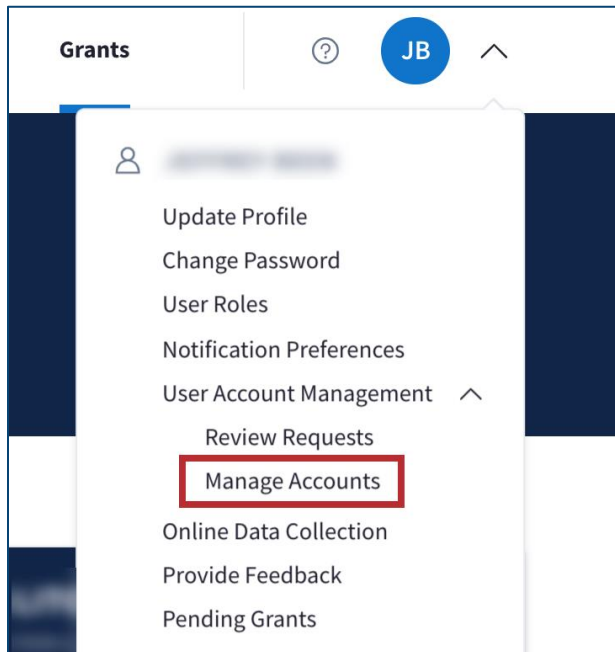 Grants
?
JB
Update Profile
Change Password
User Roles
Notification Preferences
User Account Management
Review Requests
Manage Accounts
Online Data Collection
Provide Feedback
Pending Grants